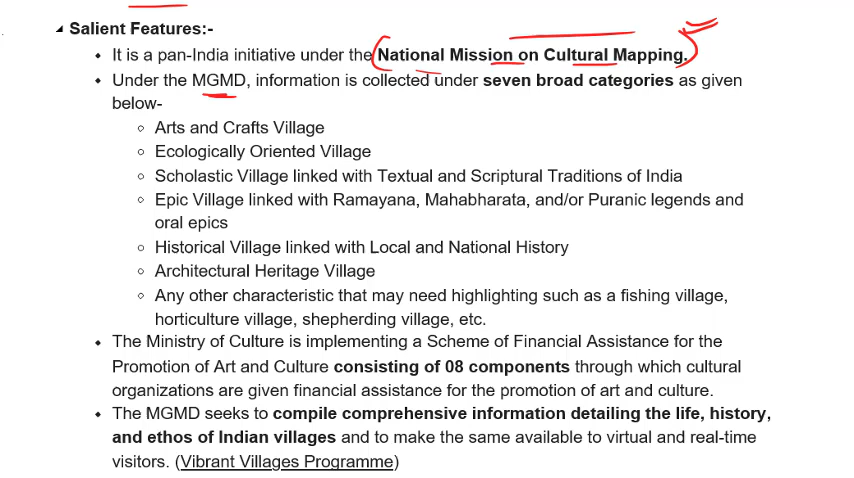 Salient Features:-
• It is a pan-India initiative under the National Mission on Cultural Mapping.
• Under the MGMD, information is collected under seven broad categories as given
below-
○ Arts and Crafts Village
○ Ecologically Oriented Village
○ Scholastic Village linked with Textual and Scriptural Traditions of India
○ Epic Village linked with Ramayana, Mahabharata, and/or Puranic legends and
oral epics
○ Historical Village linked with Local and National History
○ Architectural Heritage Village
○ Any other characteristic that may need highlighting such as a fishing village,
horticulture village, shepherding village, etc.
• The Ministry of Culture is implementing a Scheme of Financial Assistance for the
Promotion of Art and Culture consisting of 08 components through which cultural
organizations are given financial assistance for the promotion of art and culture.
• The MGMD seeks to compile comprehensive information detailing the life, history,
and ethos of Indian villages and to make the same available to virtual and real-time
visitors. (Vibrant Villages Programme)